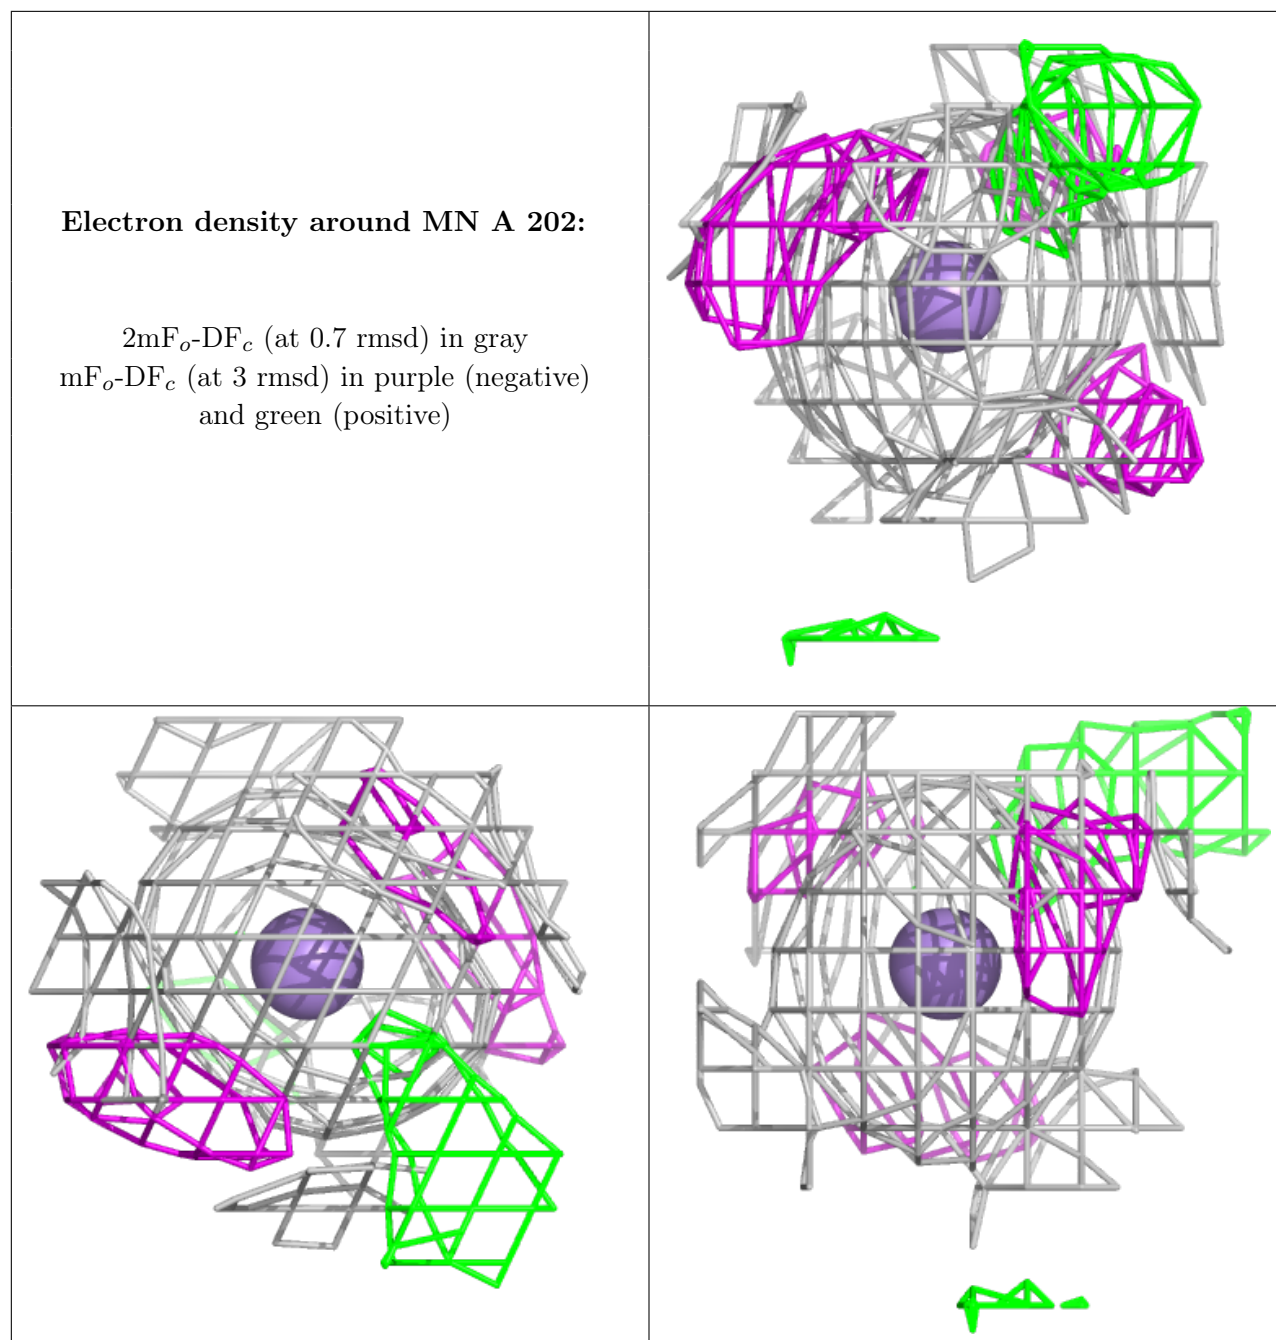 Electron density around MN A 202:
2mFₒ-DF𝒸 (at 0.7 rmsd) in gray
mFₒ-DF𝒸 (at 3 rmsd) in purple (negative)
and green (positive)